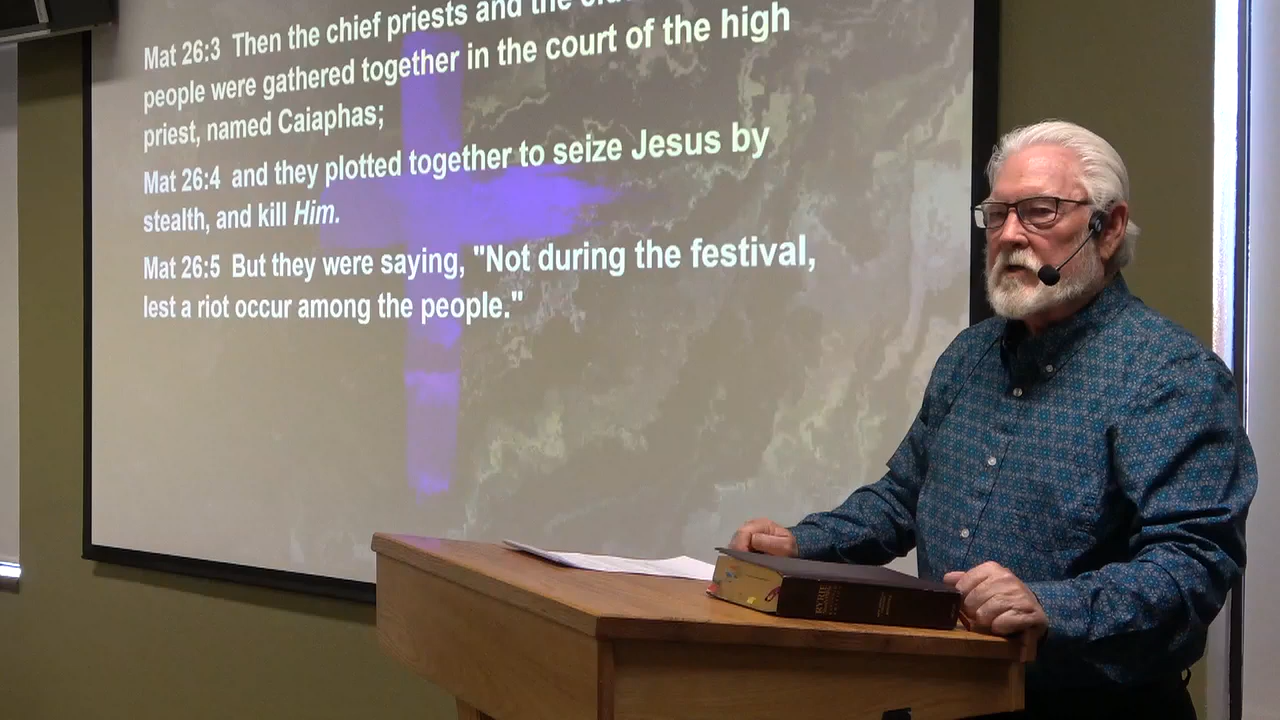 Mat 26:3 Then the chief priests and the
people were gathered together in the court of the high
priest, named Caiaphas;
Mat 26:4 and they plotted together to seize Jesus by
stealth, and kill Him.
Mat 26:5 But they were saying, "Not during the festival,
lest a riot occur among the people."
RYRIE